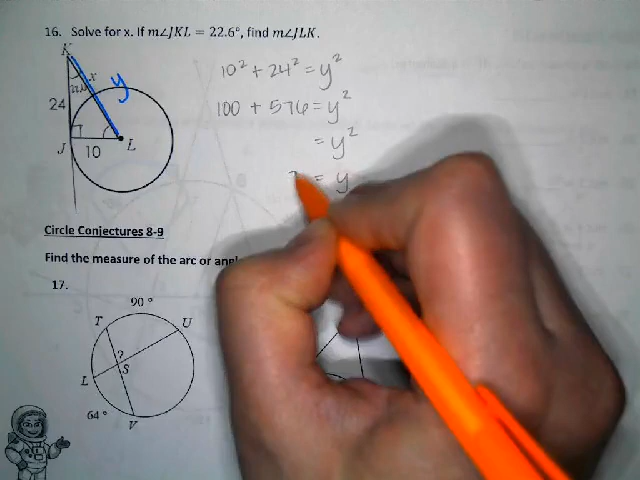 16. Solve for x. If m∠JKL = 22.6°, find m∠JLK.
K
x
y
24
J
10
L
10² + 24² = y²
100 + 576 = y²
= y²
= y
Circle Conjectures 8-9
Find the measure of the arc or
17.
90 °
T
U
?
S
L
64 °
V